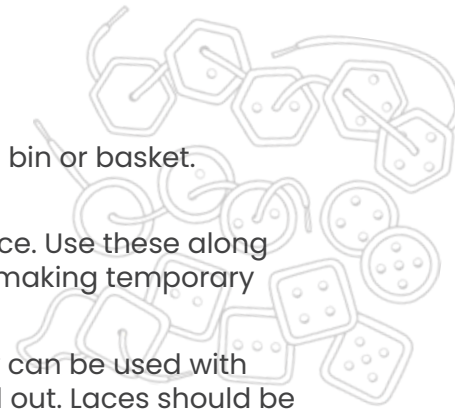 bin or basket.
ce. Use these along
making temporary
can be used with
l out. Laces should be